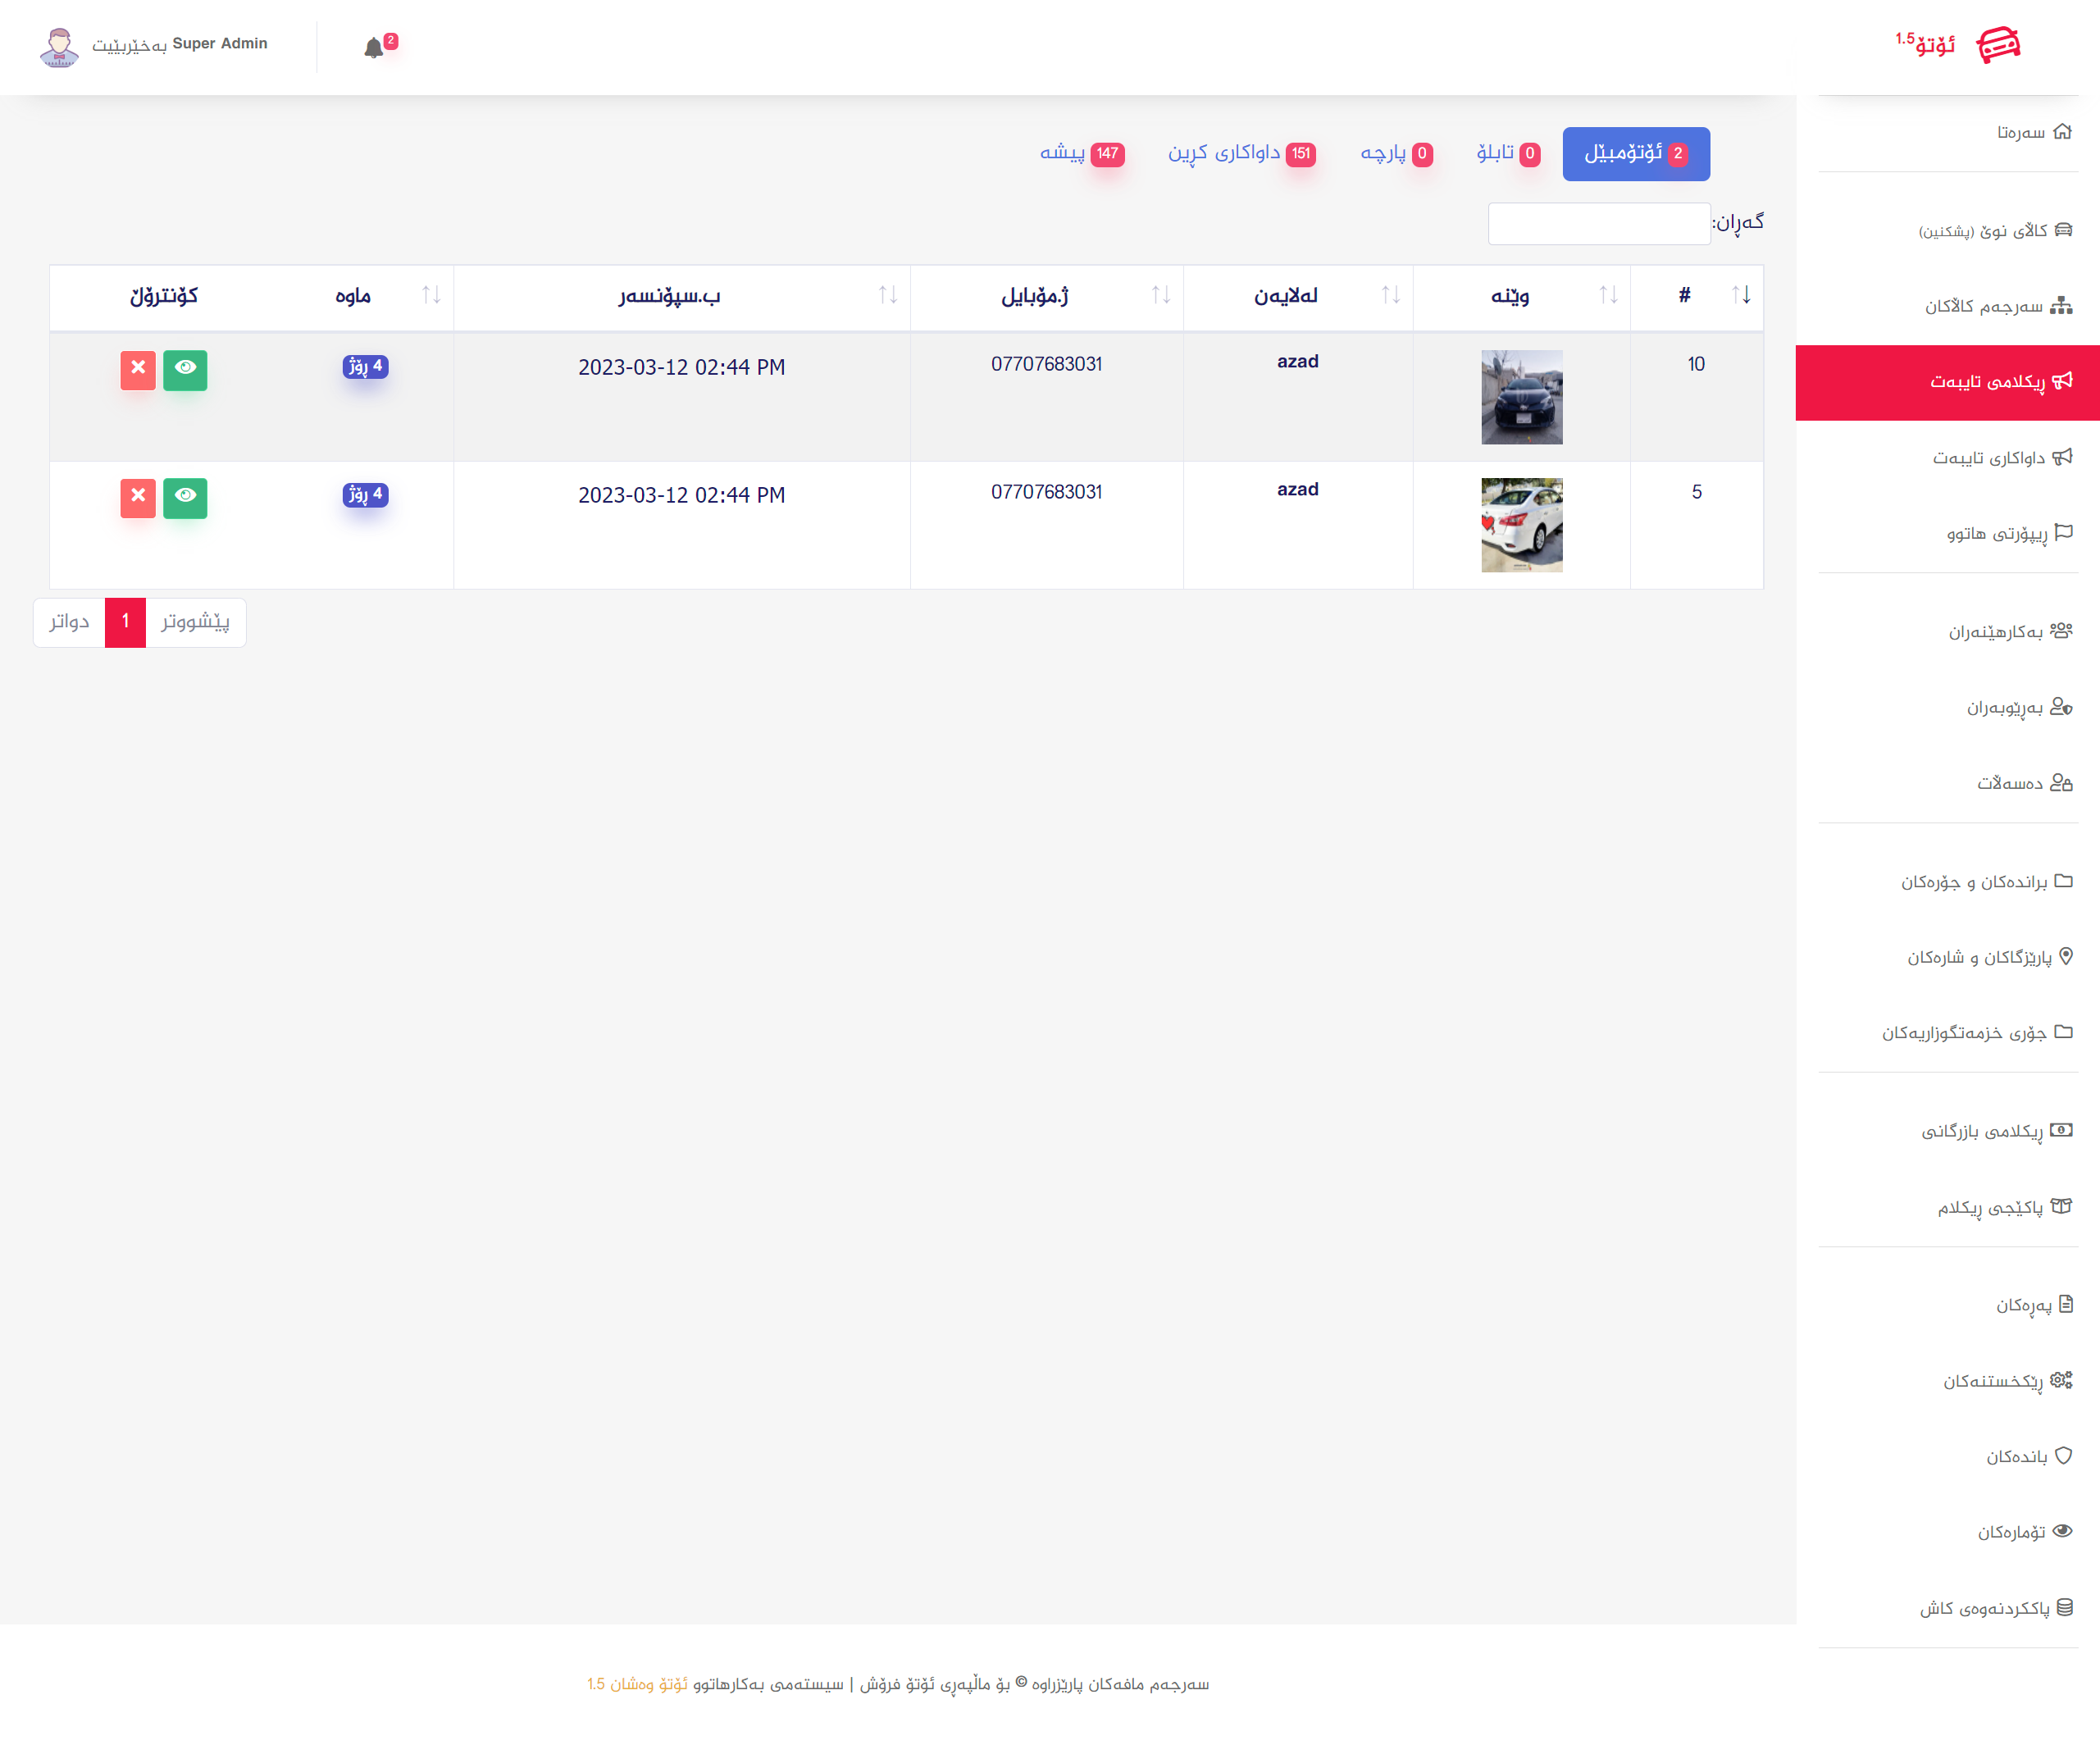 ئۆتۆ1.5
2
Super Admin بەخێربێیت
سەرەتا
کاڵای نوێ (پشکنین)
سەرجەم کاڵاکان
ڕیکلامی تایبەت
داواکاری تایبەت
ڕیپۆرتی هاتوو
بەکارهێنەران
بەڕێوبەران
دەسەڵات
براندەکان و جۆرەکان
پارێزگاکان و شارەکان
جۆری خزمەتگوزاریەکان
ڕیکلامی بازرگانی
پاکێجی ڕیکلام
پەڕەکان
ڕێکخستنەکان
باندەکان
تۆمارەکان
پاککردنەوەی کاش
2 ئۆتۆمبێل 0 تابلۆ 0 پارچە 151 داواکاری کڕین 147 پیشە
گەڕان:
# وێنە لەلایەن ژ.مۆبایل ب.سپۆنسەر ماوە کۆنترۆڵ
10 azad 07707683031 2023-03-12 02:44 PM 4 ڕۆژ
5 azad 07707683031 2023-03-12 02:44 PM 4 ڕۆژ
پێشووتر 1 دواتر
سەرجەم مافەکان پارێزراوە © بۆ ماڵپەڕی ئۆتۆ فرۆش | سیستەمی بەکارهاتوو ئۆتۆ وەشان 1.5